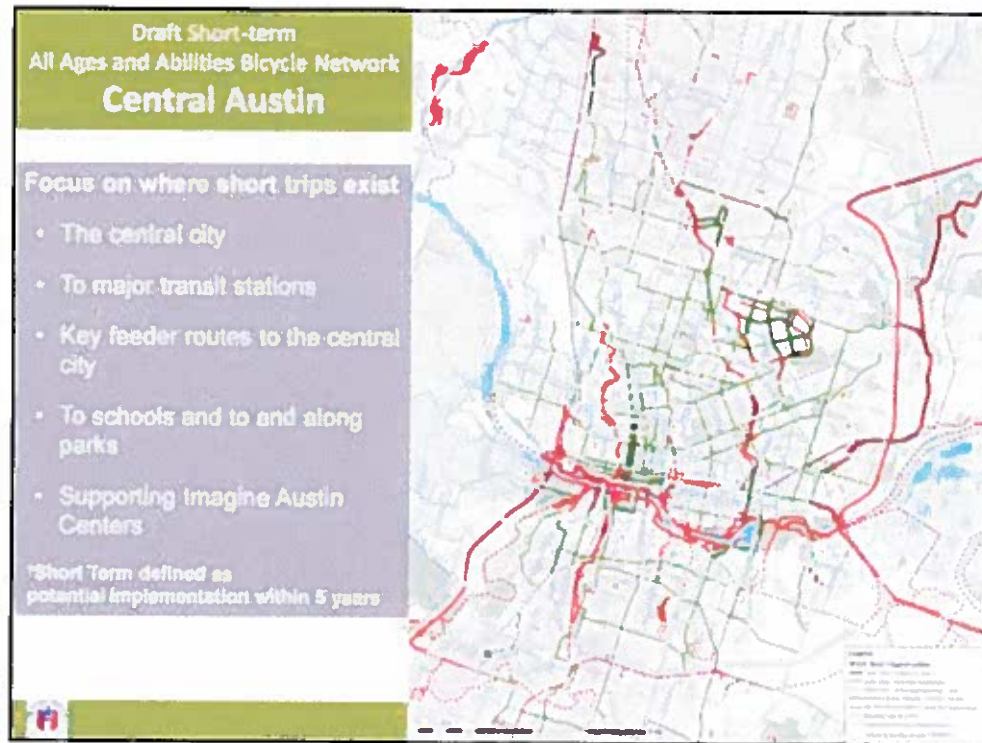 Draft Short-term
All Ages and Abilities Bicycle Network
Central Austin
Focus on where short trips exist
• The central city
• To major transit stations
• Key feeder routes to the central
city
• To schools and to and along
parks
• Supporting Imagine Austin
Centers
*Short Term defined as
potential implementation within 5 years
Legend